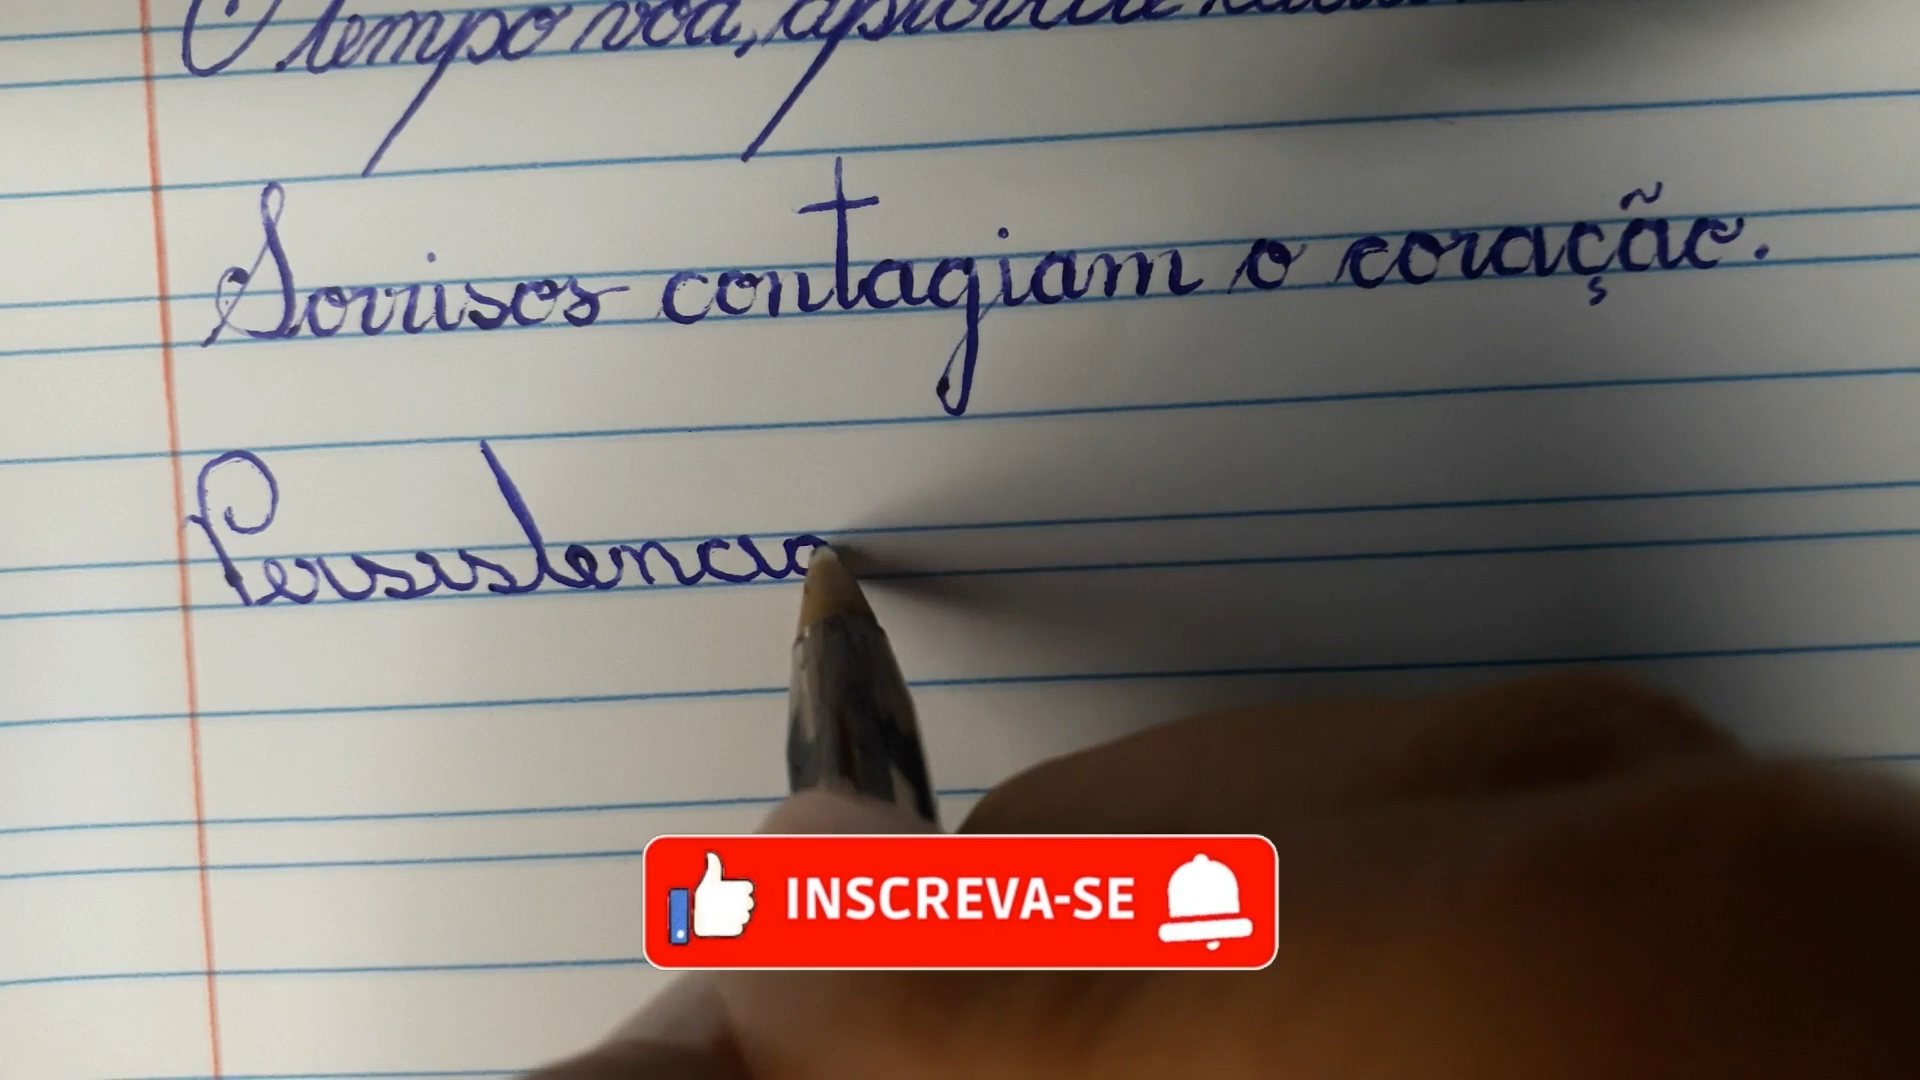 O tempo voa,
Sorrisos contagiam o coração.
Persistencia
INSCREVA-SE